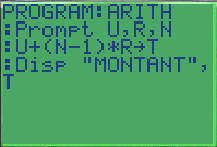 PROGRAM:ARITH
:Prompt U,R,N
:U+(N-1)*R→T
:Disp "MONTANT",
T